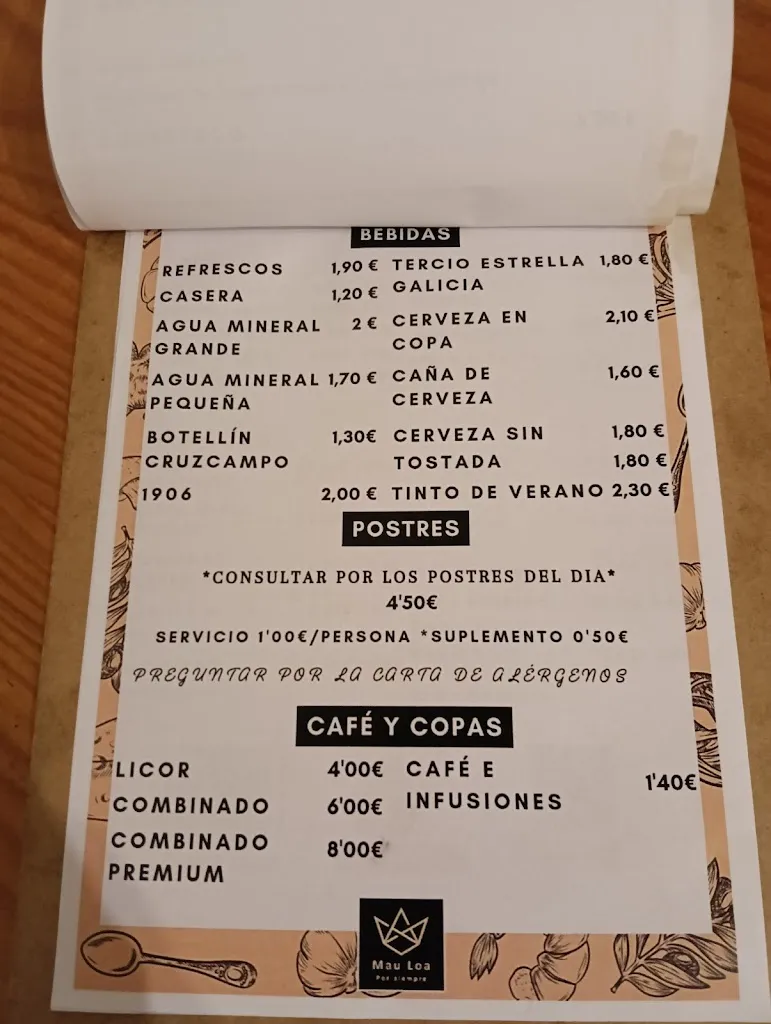 BEBIDAS
REFRESCOS 1,90 €
CASERA 1,20 €
AGUA MINERAL 2 €
GRANDE
AGUA MINERAL 1,70 €
PEQUEÑA
BOTELLÍN 1,30€
CRUZCAMPO
1906 2,00 €
TERCIO ESTRELLA 1,80 €
GALICIA
CERVEZA EN 2,10 €
COPA
CAÑA DE 1,60 €
CERVEZA
CERVEZA SIN 1,80 €
TOSTADA 1,80 €
TINTO DE VERANO 2,30 €
POSTRES
*CONSULTAR POR LOS POSTRES DEL DIA*
4'50€
SERVICIO 1'00€/PERSONA *SUPLEMENTO 0'50€
PREGUNTAR POR LA CARTA DE ALÉRGENOS
CAFÉ Y COPAS
LICOR 4'00€
COMBINADO 6'00€
COMBINADO 8'00€
PREMIUM
CAFÉ E 1'40€
INFUSIONES
Mau Loa
Por siempre